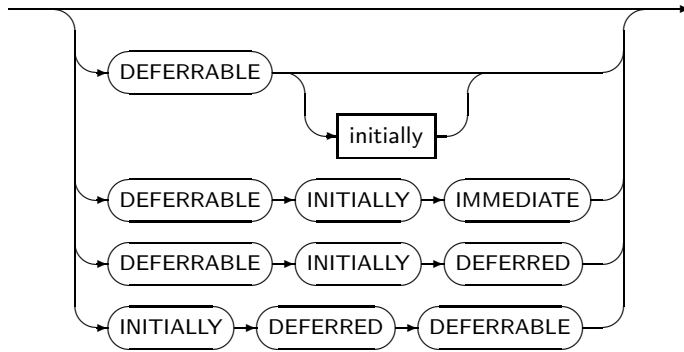 DEFERRABLE
initially
DEFERRABLE INITIALLY IMMEDIATE
DEFERRABLE INITIALLY DEFERRED
INITIALLY DEFERRED DEFERRABLE